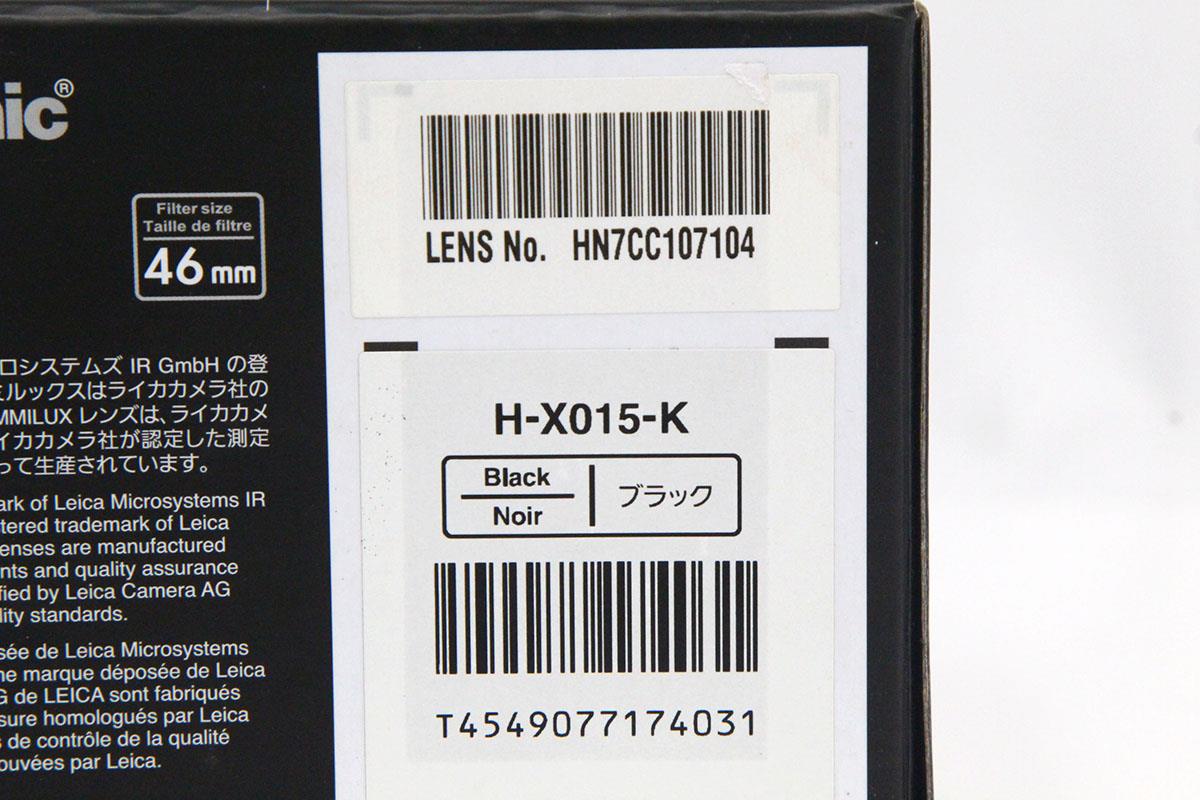 nic®
Filter size
Taille de filtre
46 mm
ロシステムズ IR GmbH の登
ミルックスはライカカメラ社の
MMILUX レンズは、ライカカメ
イカカメラ社が認定した測定
って生産されています。
ark of Leica Microsystems IR
tered trademark of Leica
enses are manufactured
nts and quality assurance
fied by Leica Camera AG
lity standards.
sée de Leica Microsystems
ne marque déposée de Leica
G de LEICA sont fabriqués
sure homologués par Leica
s de contrôle de la qualité
ouvées par Leica.
LENS No. HN7CC107104
H-X015-K
Black
Noir
ブラック
T4549077174031